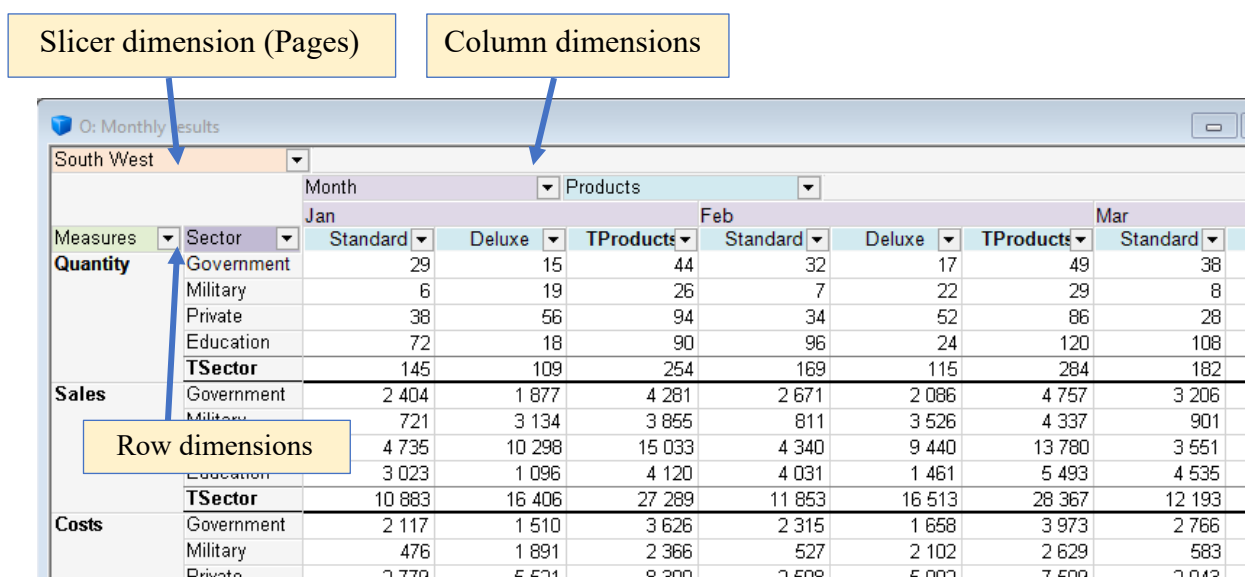 Slicer dimension (Pages) Column dimensions
O: Monthly results
South West
Month Products
Jan Feb Mar
Measures Sector Standard Deluxe TProducts Standard Deluxe TProducts Standard
Quantity Government 29 15 44 32 17 49 38
Military 6 19 26 7 22 29 8
Private 38 56 94 34 52 86 28
Education 72 18 90 96 24 120 108
TSector 145 109 254 169 115 284 182
Sales Government 2 404 1 877 4 281 2 671 2 086 4 757 3 206
Military 721 3 134 3 855 811 3 526 4 337 901
Row dimensions 4 735 10 298 15 033 4 340 9 440 13 780 3 551
Education 3 023 1 096 4 120 4 031 1 461 5 493 4 535
TSector 10 883 16 406 27 289 11 853 16 513 28 367 12 193
Costs Government 2 117 1 510 3 626 2 315 1 658 3 973 2 766
Military 476 1 891 2 366 527 2 102 2 629 583
Private